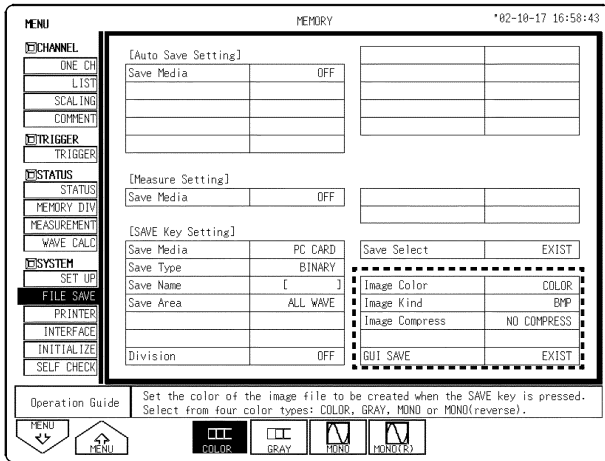 MENU
MEMORY
'02-10-17 16:58:43
CHANNEL
ONE CH
LIST
SCALING
COMMENT
TRIGGER
TRIGGER
STATUS
STATUS
MEMORY DIV
MEASUREMENT
WAVE CALC
SYSTEM
SET UP
FILE SAVE
PRINTER
INTERFACE
INITIALIZE
SELF CHECK
[Auto Save Setting]
Save Media OFF
[Measure Setting]
Save Media OFF
[SAVE Key Setting]
Save Media PC CARD
Save Type BINARY
Save Name [ ]
Save Area ALL WAVE
Division OFF
Save Select EXIST
Image Color COLOR
Image Kind BMP
Image Compress NO COMPRESS
GUI SAVE EXIST
Operation Guide
Set the color of the image file to be created when the SAVE key is pressed.
Select from four color types: COLOR, GRAY, MONO or MONO(reverse).
MENU
MENU
COLOR
GRAY
MONO
MONO(R)